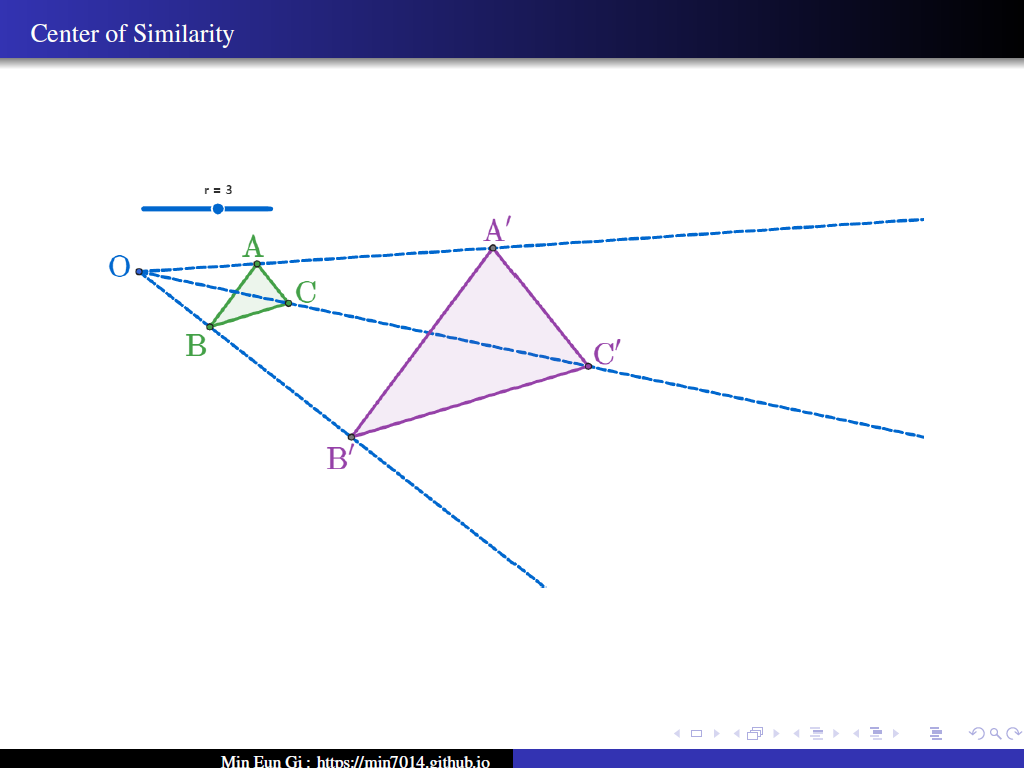 Center of Similarity
r = 3
A′
A
O
C
B
C′
B′
Min Eun Gi : https://min7014.github.io